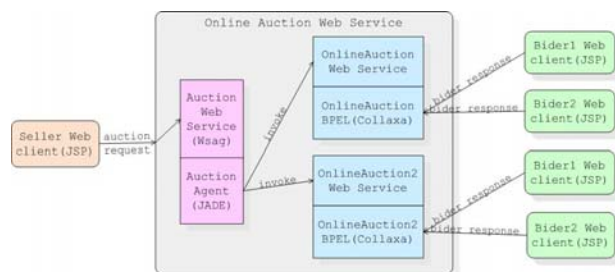 Online Auction Web Service
Seller Web
client(JSP)
auction
request
Auction
Web
Service
(Wsag)
Auction
Agent
(JADE)
invoke
invoke
OnlineAuction
Web Service
OnlineAuction
BPEL(Collaxa)
OnlineAuction2
Web Service
OnlineAuction2
BPEL(Collaxa)
bider response
bider response
bider response
bider response
Bider1 Web
client(JSP)
Bider2 Web
client(JSP)
Bider1 Web
client(JSP)
Bider2 Web
client(JSP)